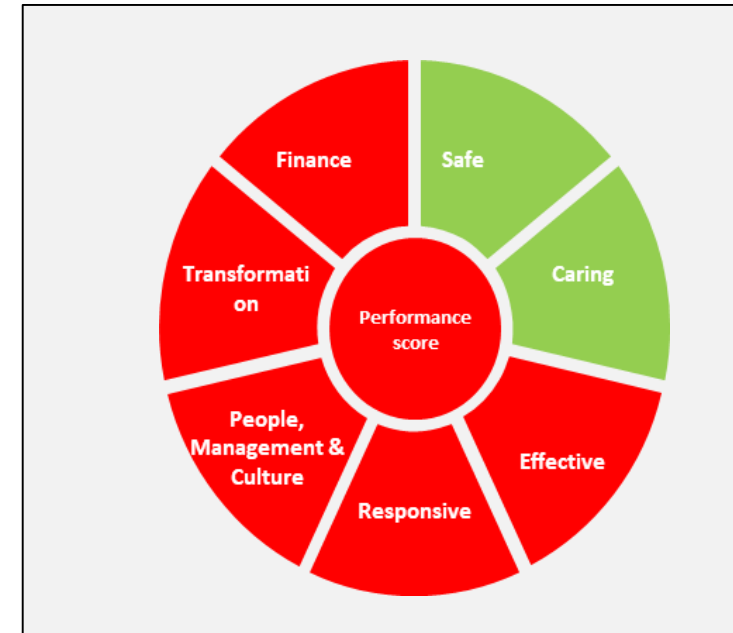 Finance
Safe
Transformati
on
Caring
Performance
score
People,
Management &
Culture
Effective
Responsive